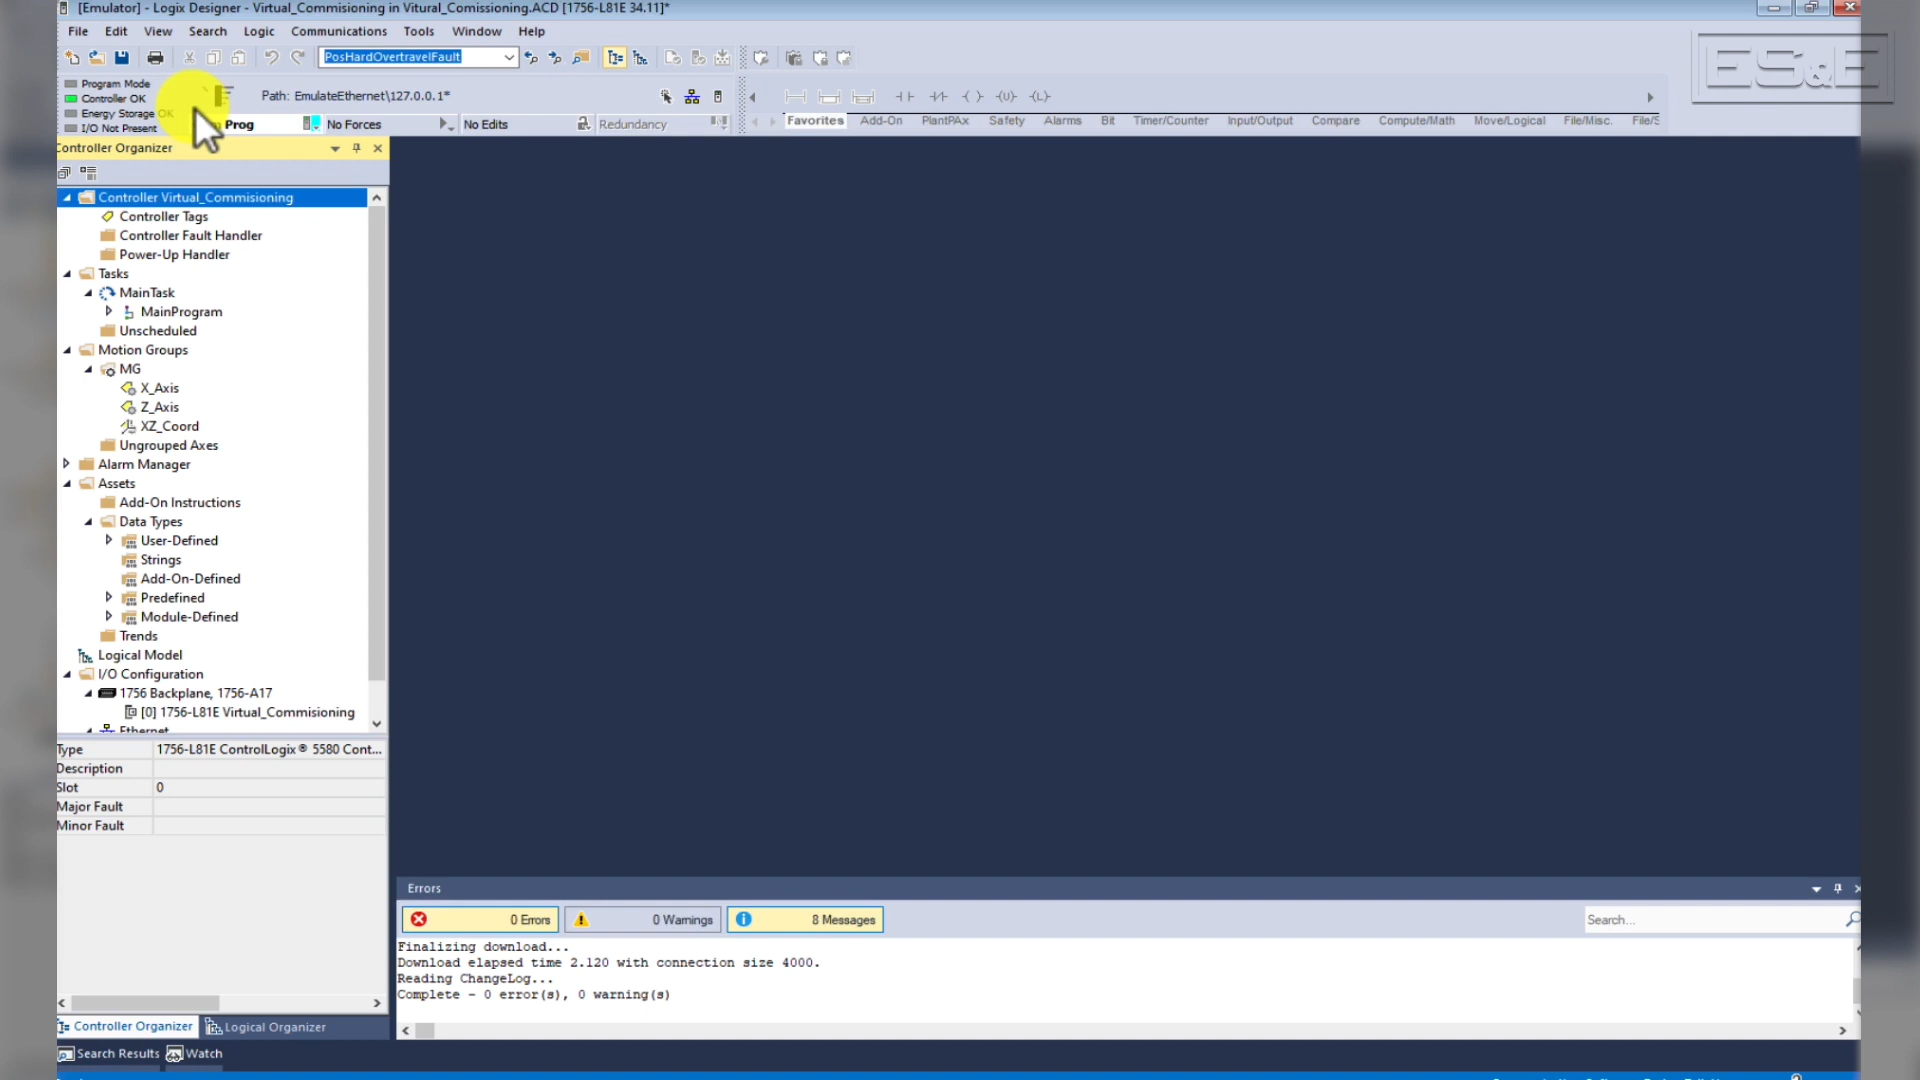 [Emulator] - Logix Designer - Virtual_Commisioning in Vitural_Comissioning.ACD [1756-L81E 34.11]*
File Edit View Search Logic Communications Tools Window Help
PosHardOvertravelFault
ES&E
Program Mode
Controller OK
Energy Storage OK
I/O Not Present
Path: EmulateEthernet\127.0.0.1*
Prog No Forces No Edits Redundancy
Favorites Add-On PlantPAx Safety Alarms Bit Timer/Counter Input/Output Compare Compute/Math Move/Logical File/Misc. File/S
Controller Organizer
Controller Virtual_Commisioning
Controller Tags
Controller Fault Handler
Power-Up Handler
Tasks
MainTask
MainProgram
Unscheduled
Motion Groups
MG
X_Axis
Z_Axis
XZ_Coord
Ungrouped Axes
Alarm Manager
Assets
Add-On Instructions
Data Types
User-Defined
Strings
Add-On-Defined
Predefined
Module-Defined
Trends
Logical Model
I/O Configuration
1756 Backplane, 1756-A17
[0] 1756-L81E Virtual_Commisioning
Ethernet
Type 1756-L81E ControlLogix® 5580 Cont...
Description
Slot 0
Major Fault
Minor Fault
Controller Organizer Logical Organizer
Errors
0 Errors 0 Warnings 8 Messages
Search...
Finalizing download...
Download elapsed time 2.120 with connection size 4000.
Reading ChangeLog...
Complete - 0 error(s), 0 warning(s)
Search Results Watch